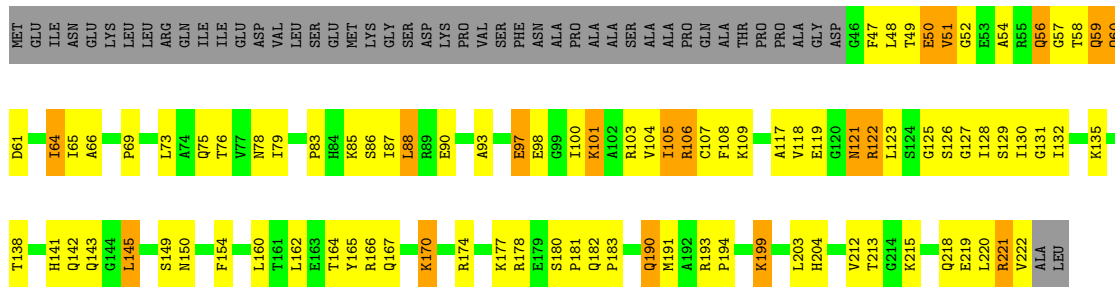 MET GLU ILE ASN GLU LYS LEU LEU ARG GLN ILE ILE GLU ASP VAL LEU SER GLU MET LYS GLY SER ASP LYS PRO VAL SER PHE ASN ALA PRO ALA ALA SER ALA ALA PRO GLN ALA THR PRO PRO ALA GLY ASP G46 F47 L48 T49 E50 V51 G52 E53 A54 R55 Q56 G57 T58 Q59
D61 I64 I65 A66 P69 L73 A74 Q75 T76 V77 N78 I79 P83 H84 K85 S86 I87 L88 R89 E90 A93 E97 E98 G99 I100 K101 A102 R103 V104 I105 R106 C107 F108 K109 A117 V118 E119 G120 N121 R122 L123 S124 G125 S126 G127 I128 S129 I130 G131 I132 K135
T138 H141 Q142 Q143 G144 L145 S149 N150 F154 L160 T161 L162 E163 T164 Y165 R166 Q167 K170 R174 K177 R178 E179 S180 P181 Q182 P183 Q190 M191 A192 R193 P194 K199 L203 H204 V212 T213 G214 K215 Q218 E219 L220 R221 V222 ALA LEU